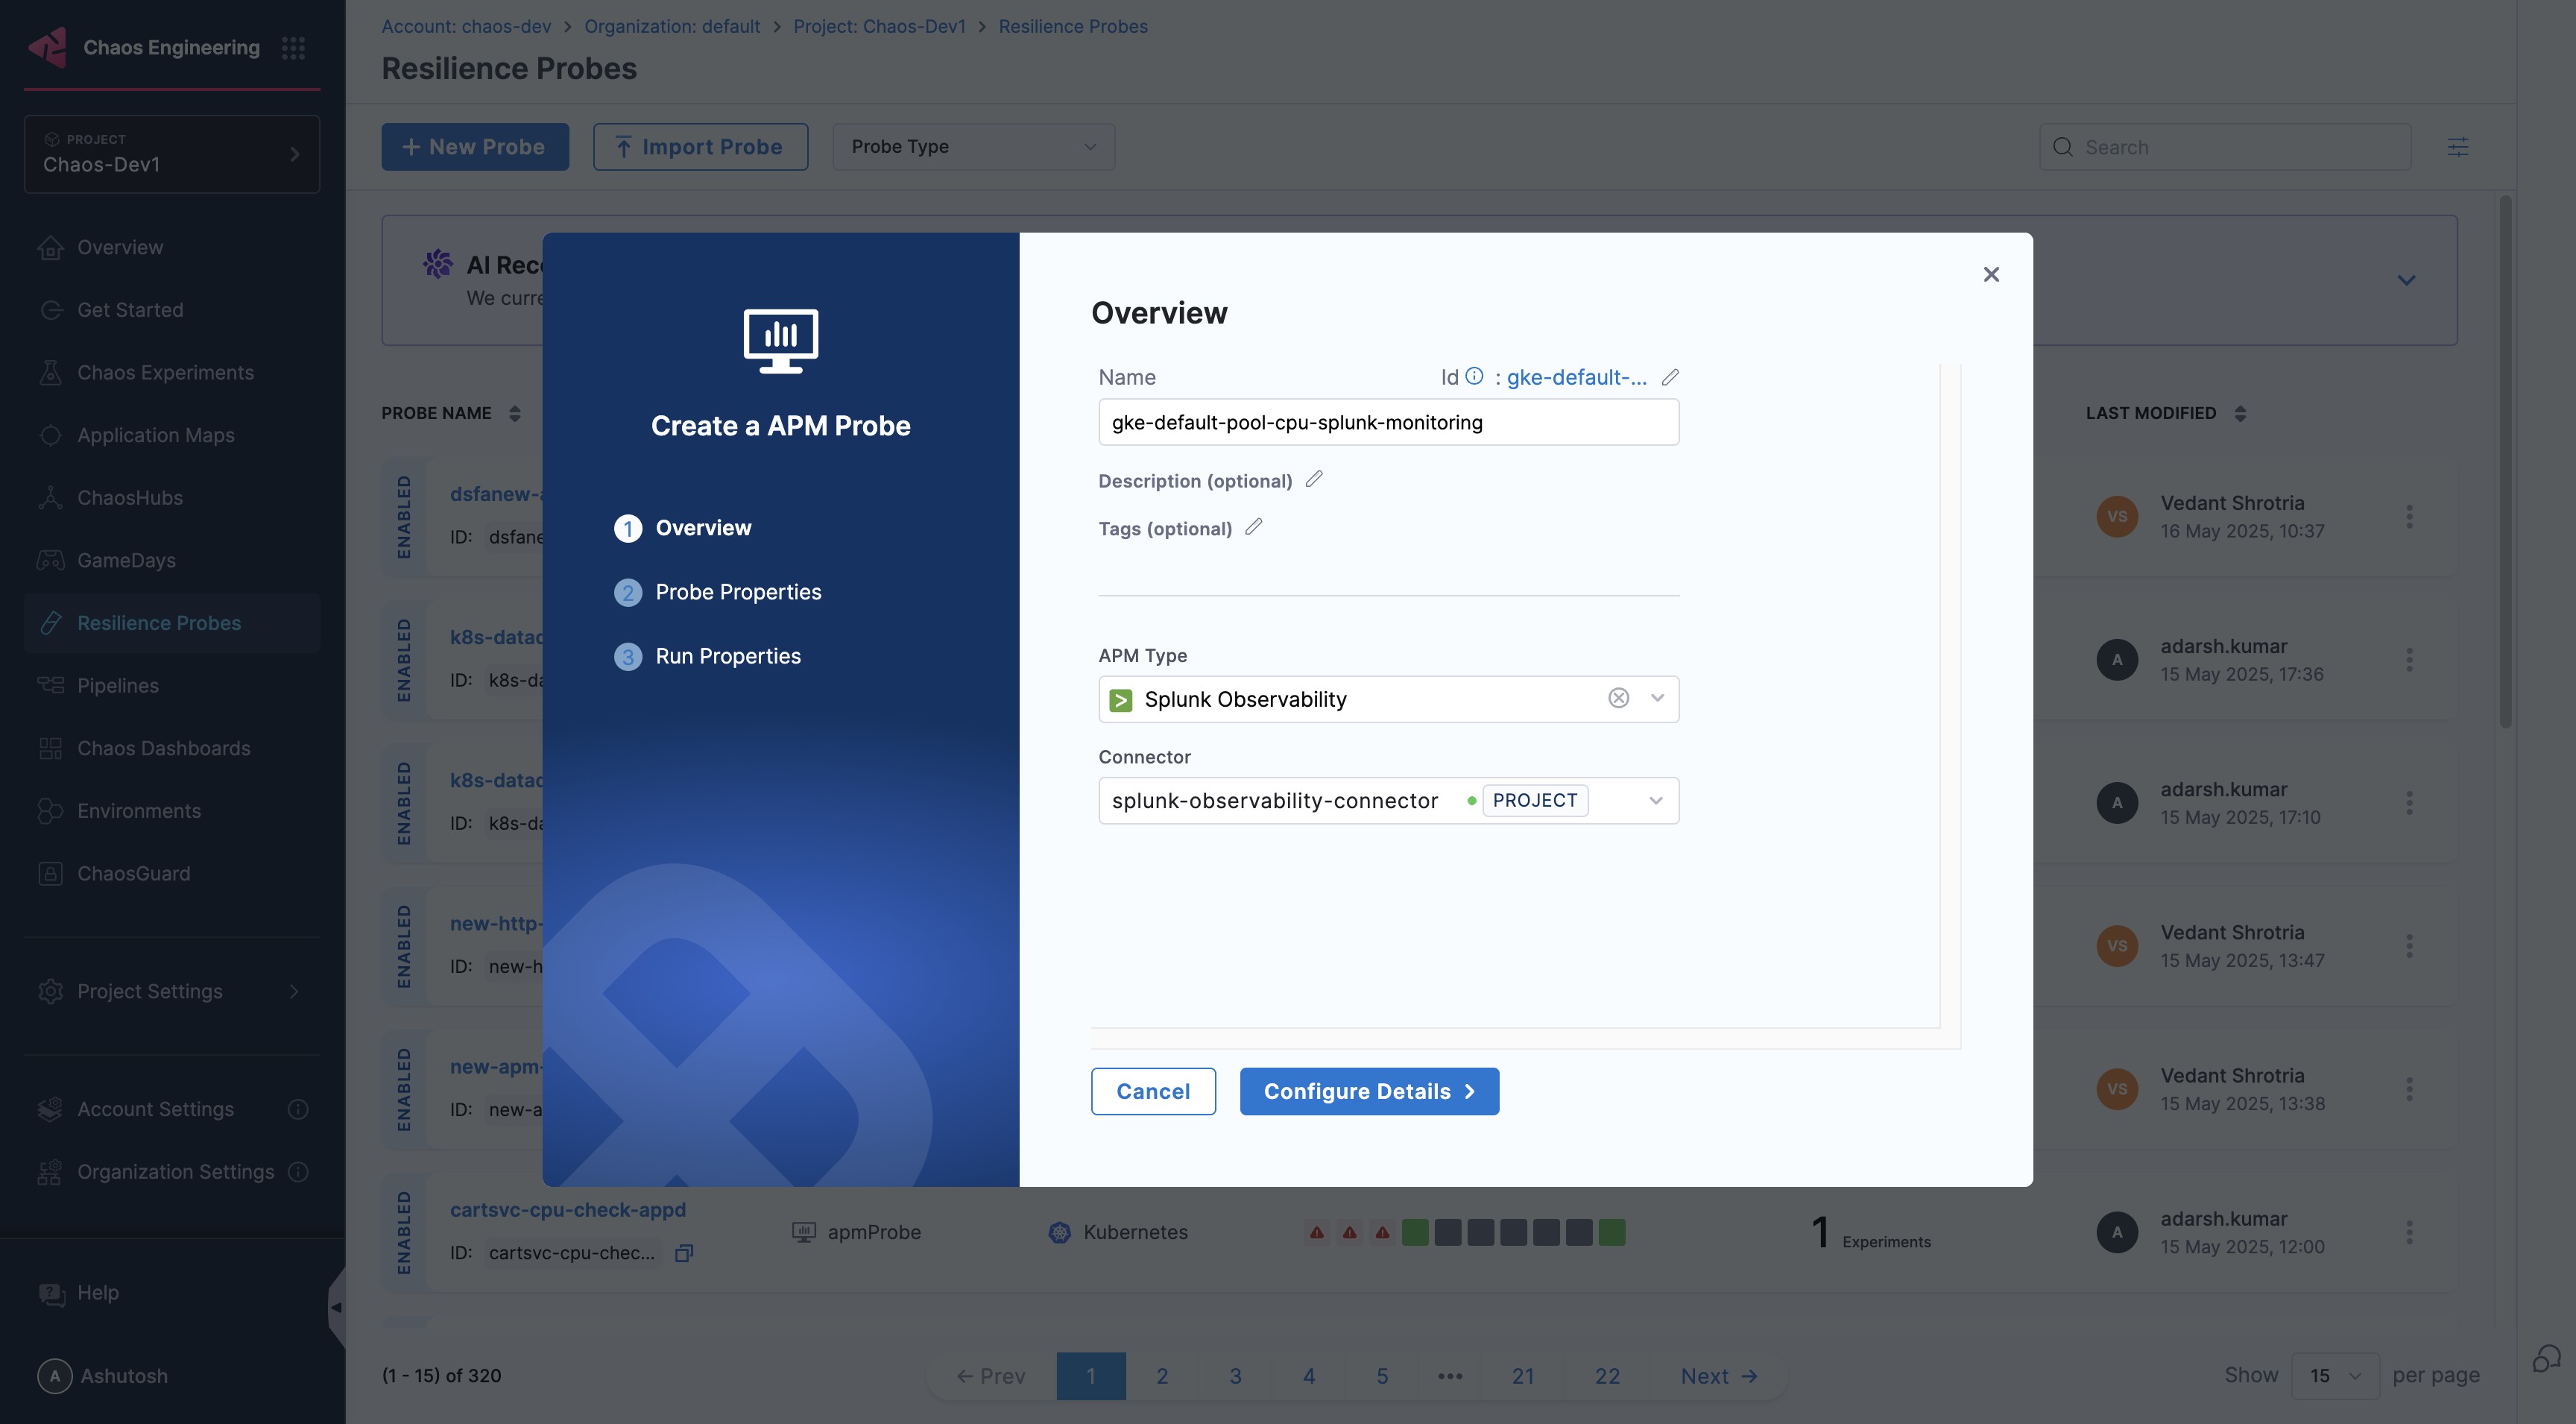 Chaos Engineering
PROJECT
Chaos-Dev1
Overview
Get Started
Chaos Experiments
Application Maps
ChaosHubs
GameDays
Resilience Probes
Pipelines
Chaos Dashboards
Environments
ChaosGuard
Project Settings
Account Settings
Organization Settings
Help
A Ashutosh
Account: chaos-dev > Organization: default > Project: Chaos-Dev1 > Resilience Probes
Resilience Probes
+ New Probe
Import Probe
Probe Type
Search
AI Rec
We curre
PROBE NAME
LAST MODIFIED
ENABLED
dsfanew-
ID: dsfane
VS
Vedant Shrotria
16 May 2025, 10:37
ENABLED
k8s-datad
ID: k8s-da
A
adarsh.kumar
15 May 2025, 17:36
ENABLED
k8s-datad
ID: k8s-da
A
adarsh.kumar
15 May 2025, 17:10
ENABLED
new-http-
ID: new-h
VS
Vedant Shrotria
15 May 2025, 13:47
ENABLED
new-apm-
ID: new-a
VS
Vedant Shrotria
15 May 2025, 13:38
ENABLED
cartsvc-cpu-check-appd
ID: cartsvc-cpu-chec...
apmProbe
Kubernetes
1 Experiments
A
adarsh.kumar
15 May 2025, 12:00
(1 - 15) of 320
← Prev 1 2 3 4 5 ••• 21 22 Next →
Show 15 per page
Create a APM Probe
1 Overview
2 Probe Properties
3 Run Properties
Overview
Name
Id : gke-default-...
gke-default-pool-cpu-splunk-monitoring
Description (optional)
Tags (optional)
APM Type
Splunk Observability
Connector
splunk-observability-connector PROJECT
Cancel
Configure Details >